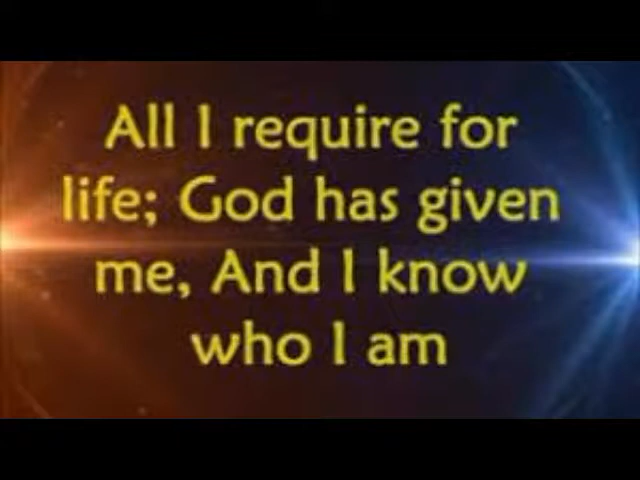 All I require for
life; God has given
me, And I know
who I am